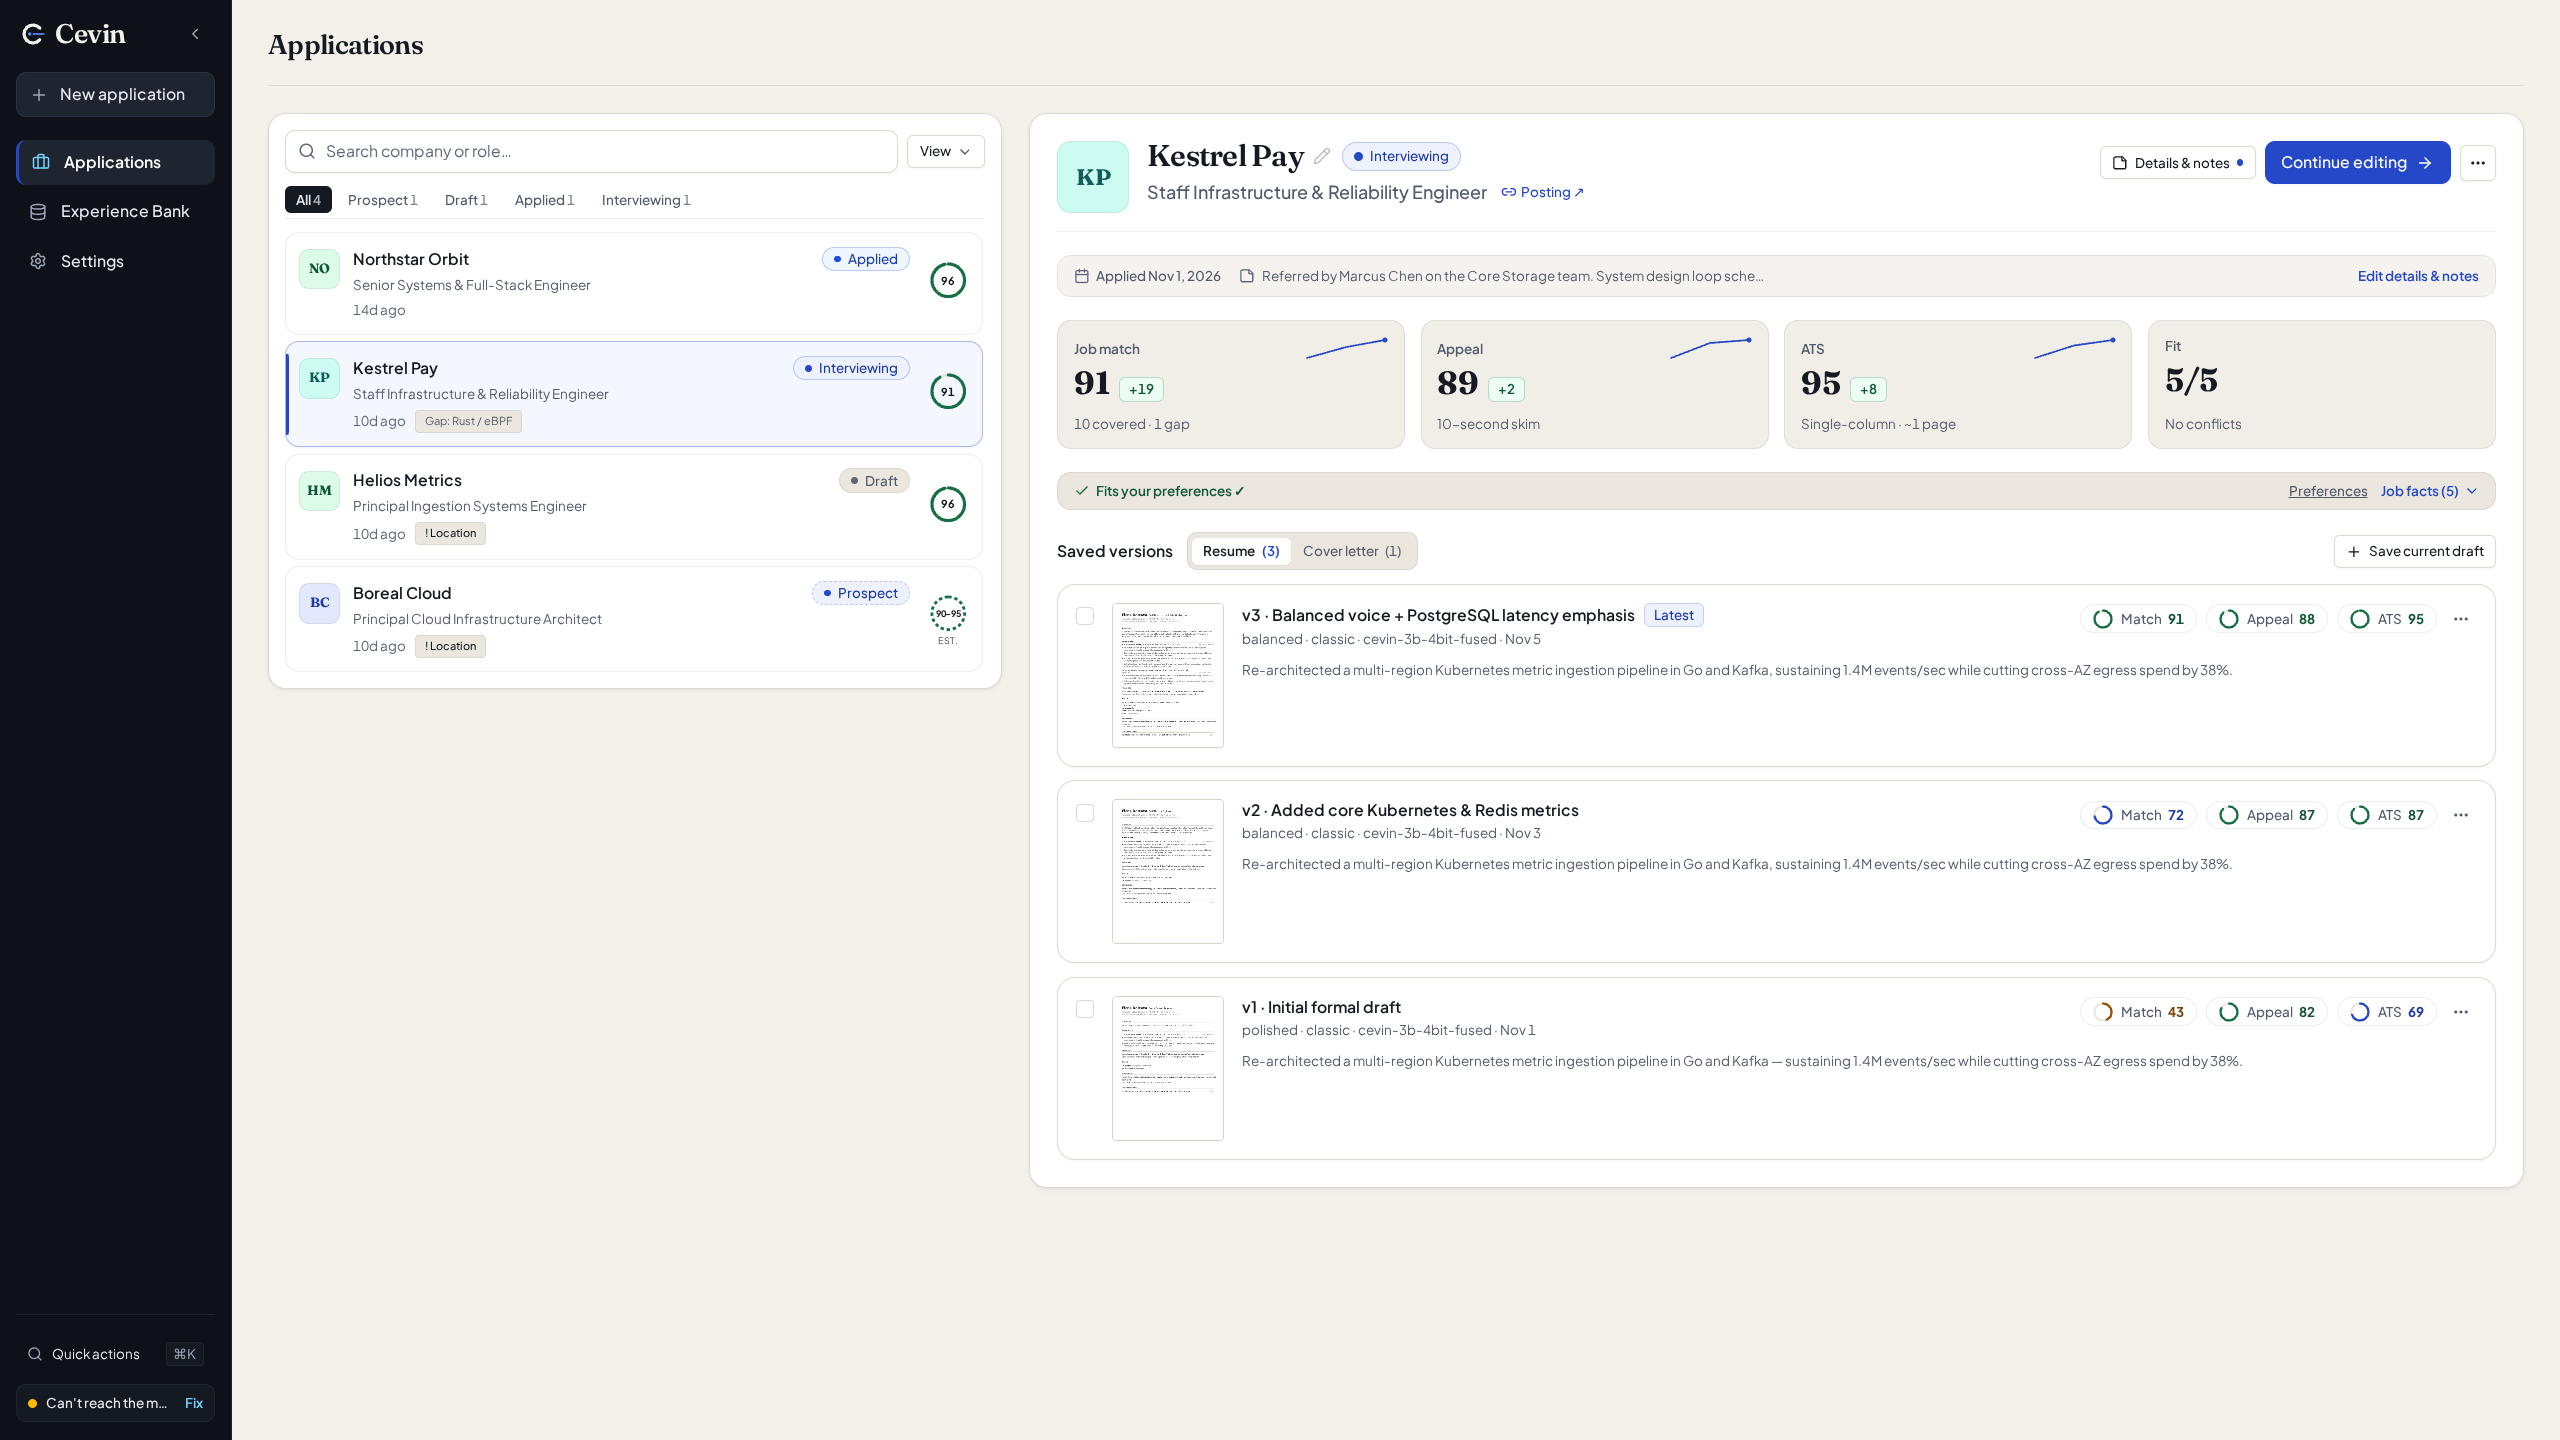 Cevin
New application
Applications
Experience Bank
Settings
Quick actions ⌘K
Can't reach the m... Fix
Applications
Search company or role...
View
All 4 Prospect 1 Draft 1 Applied 1 Interviewing 1
NO Northstar Orbit Applied
Senior Systems & Full-Stack Engineer 96
14d ago
KP Kestrel Pay Interviewing
Staff Infrastructure & Reliability Engineer 91
10d ago Gap: Rust / eBPF
HM Helios Metrics Draft
Principal Ingestion Systems Engineer 96
10d ago ! Location
BC Boreal Cloud Prospect
Principal Cloud Infrastructure Architect 90–95
10d ago ! Location EST.
KP Kestrel Pay Interviewing
Staff Infrastructure & Reliability Engineer Posting ↗
Details & notes Continue editing → ...
Applied Nov 1, 2026 Referred by Marcus Chen on the Core Storage team. System design loop sche... Edit details & notes
Job match
91 +19
10 covered · 1 gap
Appeal
89 +2
10-second skim
ATS
95 +8
Single-column · ~1 page
Fit
5/5
No conflicts
Fits your preferences ✓ Preferences Job facts (5)
Saved versions Resume (3) Cover letter (1) + Save current draft
v3 · Balanced voice + PostgreSQL latency emphasis Latest Match 91 Appeal 88 ATS 95 ...
balanced · classic · cevin-3b-4bit-fused · Nov 5
Re-architected a multi-region Kubernetes metric ingestion pipeline in Go and Kafka, sustaining 1.4M events/sec while cutting cross-AZ egress spend by 38%.
v2 · Added core Kubernetes & Redis metrics Match 72 Appeal 87 ATS 87 ...
balanced · classic · cevin-3b-4bit-fused · Nov 3
Re-architected a multi-region Kubernetes metric ingestion pipeline in Go and Kafka, sustaining 1.4M events/sec while cutting cross-AZ egress spend by 38%.
v1 · Initial formal draft Match 43 Appeal 82 ATS 69 ...
polished · classic · cevin-3b-4bit-fused · Nov 1
Re-architected a multi-region Kubernetes metric ingestion pipeline in Go and Kafka — sustaining 1.4M events/sec while cutting cross-AZ egress spend by 38%.